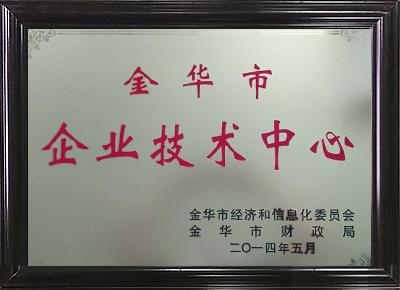 金华市
企业技术中心
金华市经济和信息化委员会
金华市财政局
二〇一四年五月